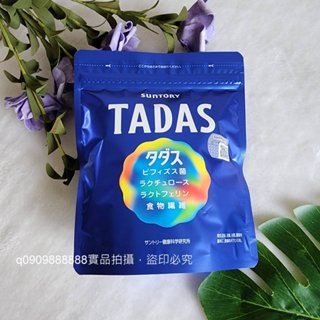 SUNTORY
TADAS
タダス
ビフィズス菌
ラクチュロース
ラクトフェリン
食物繊維
サントリー健康科学研究所
q0909888888實品拍攝．盜印必究